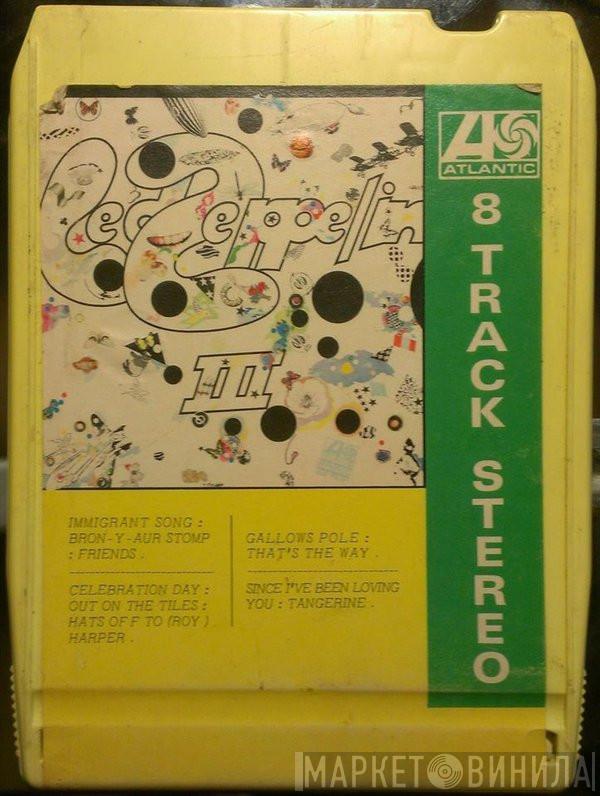 Led Zeppelin
III
ATLANTIC
8 TRACK STEREO
IMMIGRANT SONG :
BRON-Y-AUR STOMP
: FRIENDS .
CELEBRATION DAY :
OUT ON THE TILES :
HATS OFF TO (ROY)
HARPER .
GALLOWS POLE :
THAT'S THE WAY .
SINCE I'VE BEEN LOVING
YOU : TANGERINE .
МАРКЕТ ВИНИЛА